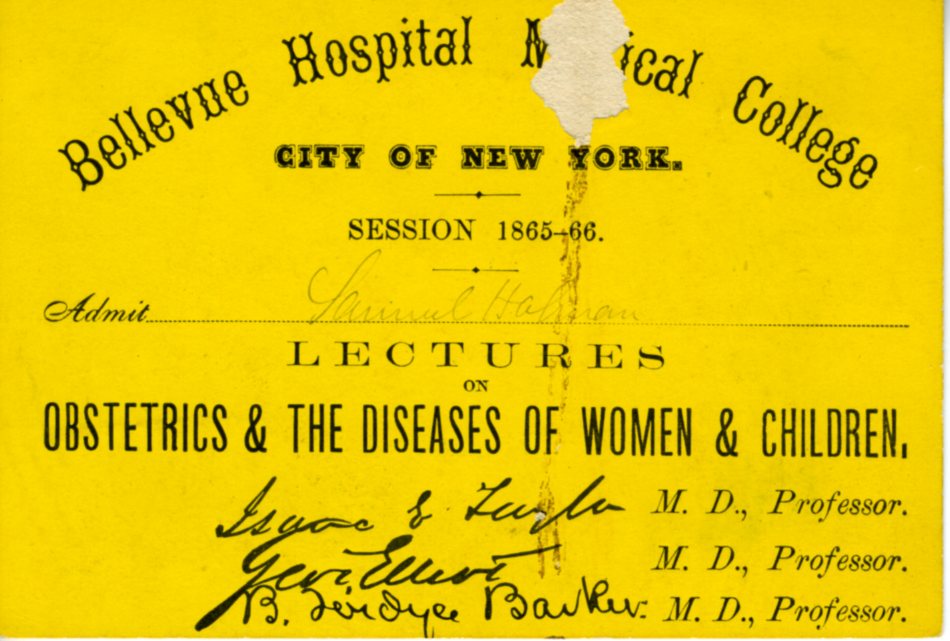 Bellevue Hospital M ical College
CITY OF NEW YORK.
SESSION 1865-66.
Admit Samuel Holman
LECTURES
ON
OBSTETRICS & THE DISEASES OF WOMEN & CHILDREN.
Isaac E Taylor M. D., Professor.
Geo. T. Elliot M. D., Professor.
B. Fordyce Barker M. D., Professor.